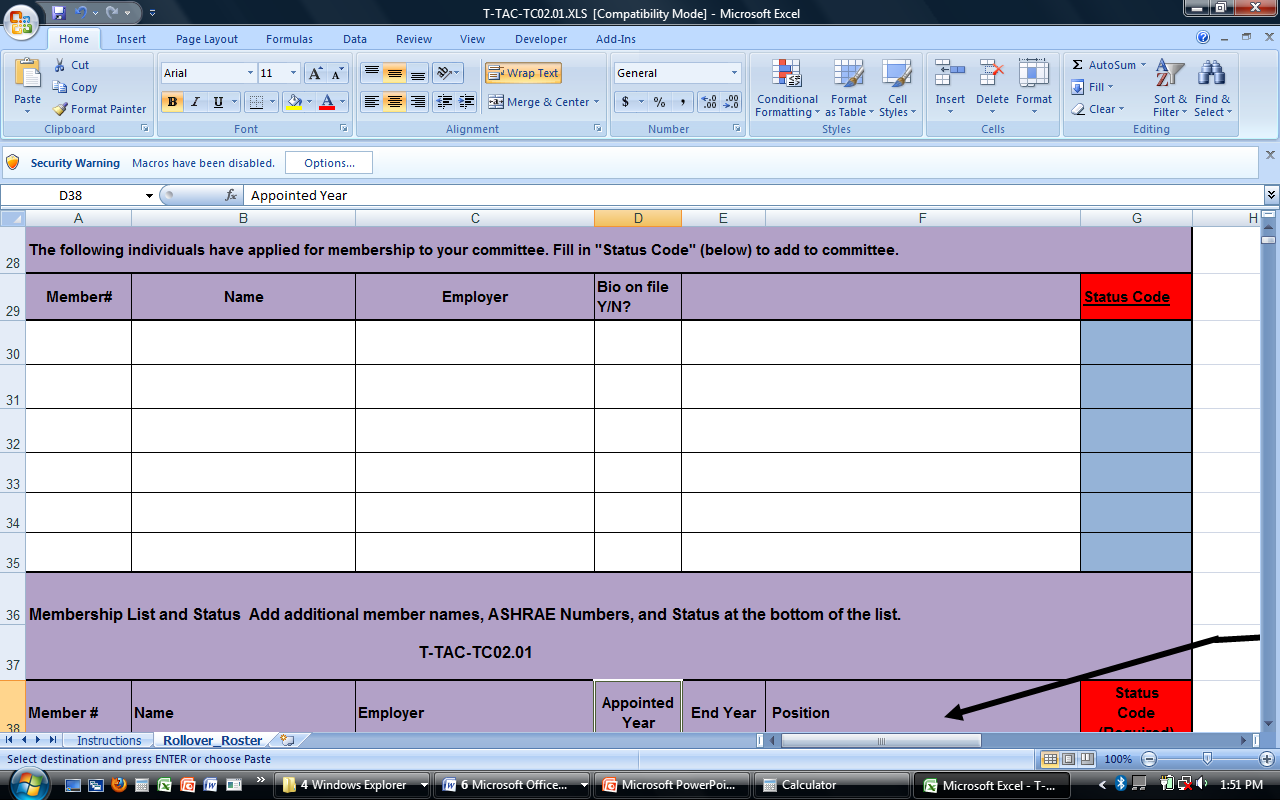 T-TAC-TC02.01.XLS [Compatibility Mode] - Microsoft Excel
Home Insert Page Layout Formulas Data Review View Developer Add-Ins
Cut
Copy
Format Painter
Paste
Clipboard
Arial 11 A A
B I U A
Font
Wrap Text
Merge & Center
Alignment
General
$ % , .00 .0
Number
Conditional Formatting Format as Table Cell Styles
Styles
Insert Delete Format
Cells
Σ AutoSum
Fill
Clear
Sort & Filter Find & Select
Editing
Security Warning Macros have been disabled. Options...
D38 fx Appointed Year
A B C D E F G H
28 The following individuals have applied for membership to your committee. Fill in "Status Code" (below) to add to committee.
29 Member# Name Employer Bio on file Y/N? Status Code
30
31
32
33
34
35
36 Membership List and Status Add additional member names, ASHRAE Numbers, and Status at the bottom of the list.
37 T-TAC-TC02.01
38 Member # Name Employer Appointed Year End Year Position Status Code (Required)
Instructions Rollover_Roster
Select destination and press ENTER or choose Paste 100%
4 Windows Explorer 6 Microsoft Office... Microsoft PowerPoi... Calculator Microsoft Excel - T-... 1:51 PM